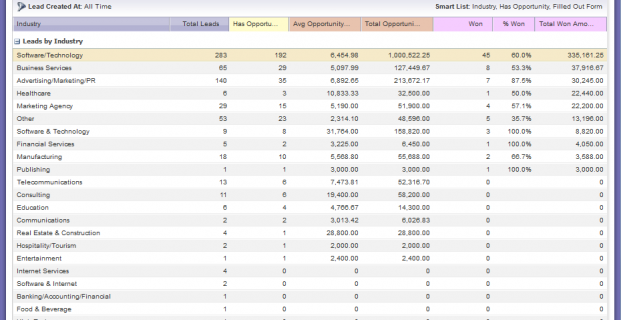 Lead Created At: All Time Smart List: Industry, Has Opportunity, Filled Out Form
Industry Total Leads Has Opportu... Avg Opportunity... Total Opportuni... Won % Won Total Won Amo...
Leads by Industry
Software/Technology 283 192 6,454.98 1,000,522.25 45 60.0% 335,161.25
Business Services 65 29 5,097.99 127,449.67 8 53.3% 37,916.67
Advertising/Marketing/PR 140 35 6,892.65 213,672.17 7 87.5% 30,245.00
Healthcare 6 3 10,833.33 32,500.00 1 50.0% 22,440.00
Marketing Agency 29 15 5,190.00 51,900.00 4 57.1% 22,200.00
Other 53 23 2,314.10 48,596.00 5 35.7% 13,196.00
Software & Technology 9 8 31,764.00 158,820.00 3 100.0% 8,820.00
Financial Services 5 2 3,225.00 6,450.00 1 100.0% 4,050.00
Manufacturing 18 10 5,568.80 55,688.00 2 66.7% 3,588.00
Publishing 1 1 3,000.00 3,000.00 1 100.0% 3,000.00
Telecommunications 13 6 7,473.81 52,316.70 0 0
Consulting 11 6 19,400.00 58,200.00 0 0
Education 6 4 4,766.67 14,300.00 0 0
Communications 2 2 3,013.42 6,026.83 0 0
Real Estate & Construction 4 1 28,800.00 28,800.00 0 0
Hospitality/Tourism 2 1 2,000.00 2,000.00 0 0
Entertainment 1 1 2,400.00 2,400.00 0 0
Internet Services 4 0 0 0 0 0
Software & Internet 2 0 0 0 0 0
Banking/Accounting/Financial 1 0 0 0 0 0
Food & Beverage 1 0 0 0 0 0